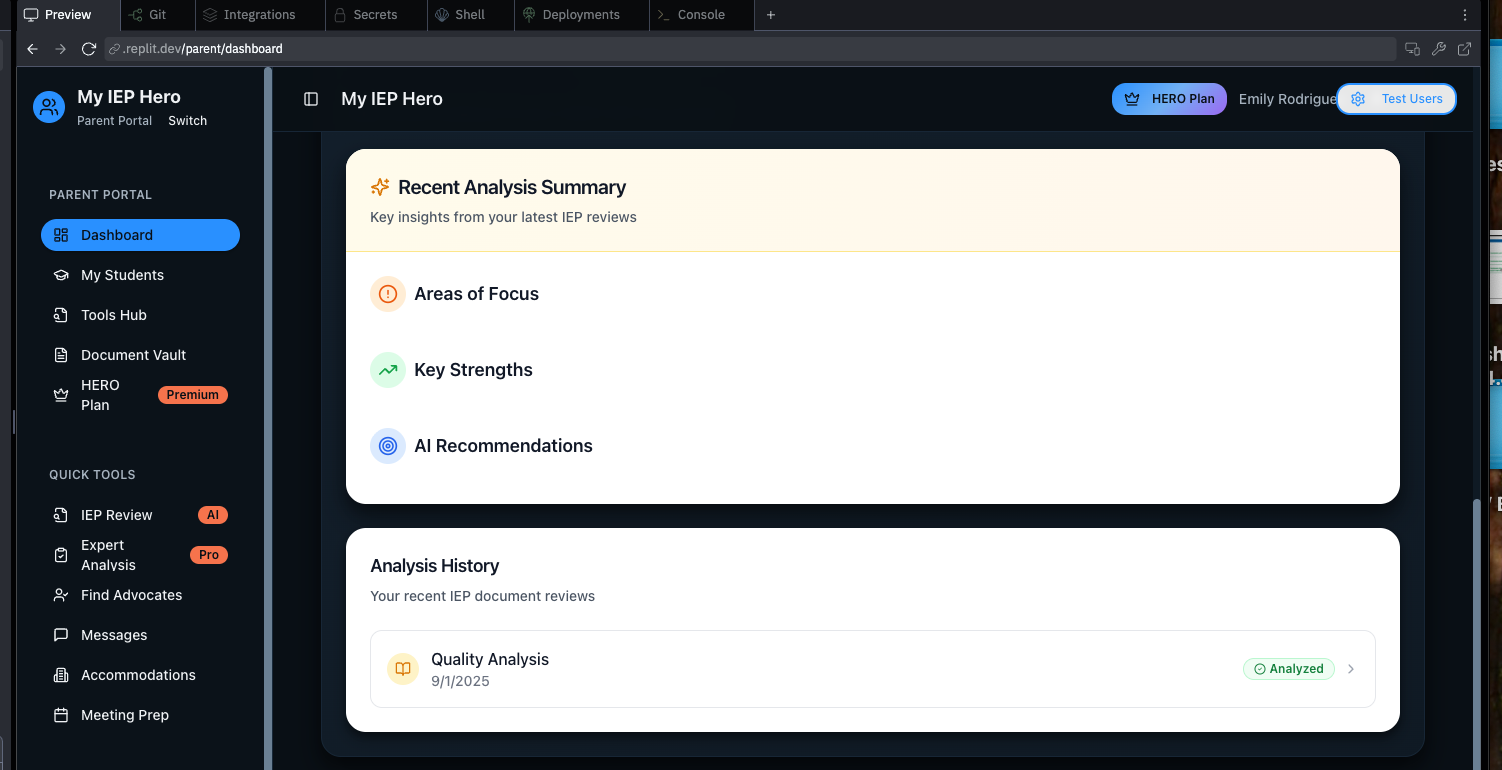 Preview
Git
Integrations
Secrets
Shell
Deployments
Console
.replit.dev/parent/dashboard
My IEP Hero
Parent Portal Switch
My IEP Hero
HERO Plan
Emily Rodrigue
Test Users
PARENT PORTAL
Dashboard
My Students
Tools Hub
Document Vault
HERO
Plan
Premium
QUICK TOOLS
IEP Review
AI
Expert
Analysis
Pro
Find Advocates
Messages
Accommodations
Meeting Prep
Recent Analysis Summary
Key insights from your latest IEP reviews
Areas of Focus
Key Strengths
AI Recommendations
Analysis History
Your recent IEP document reviews
Quality Analysis
9/1/2025
Analyzed